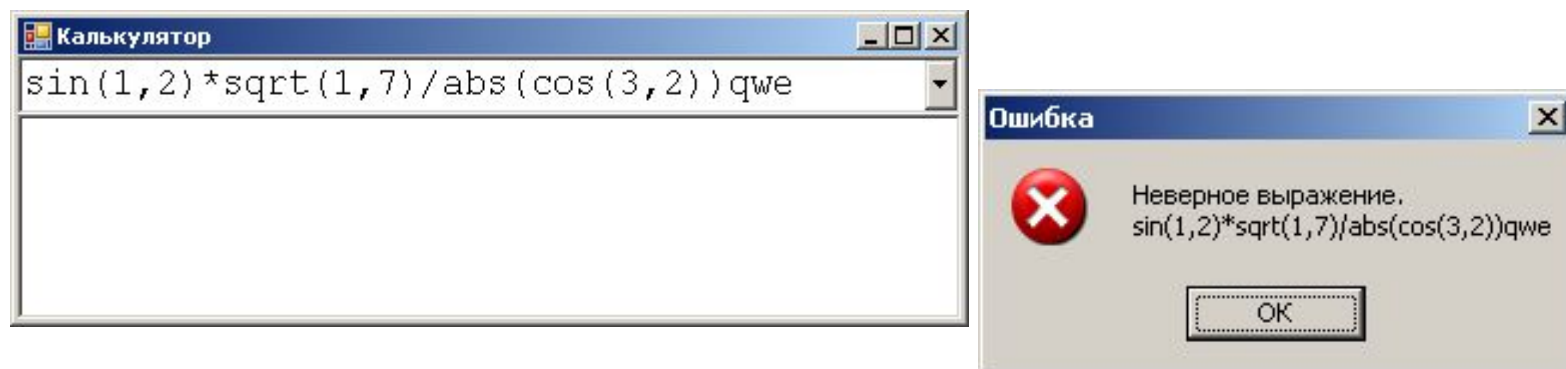 Калькулятор
sin(1,2)*sqrt(1,7)/abs(cos(3,2))qwe
Ошибка
Неверное выражение.
sin(1,2)*sqrt(1,7)/abs(cos(3,2))qwe
OK